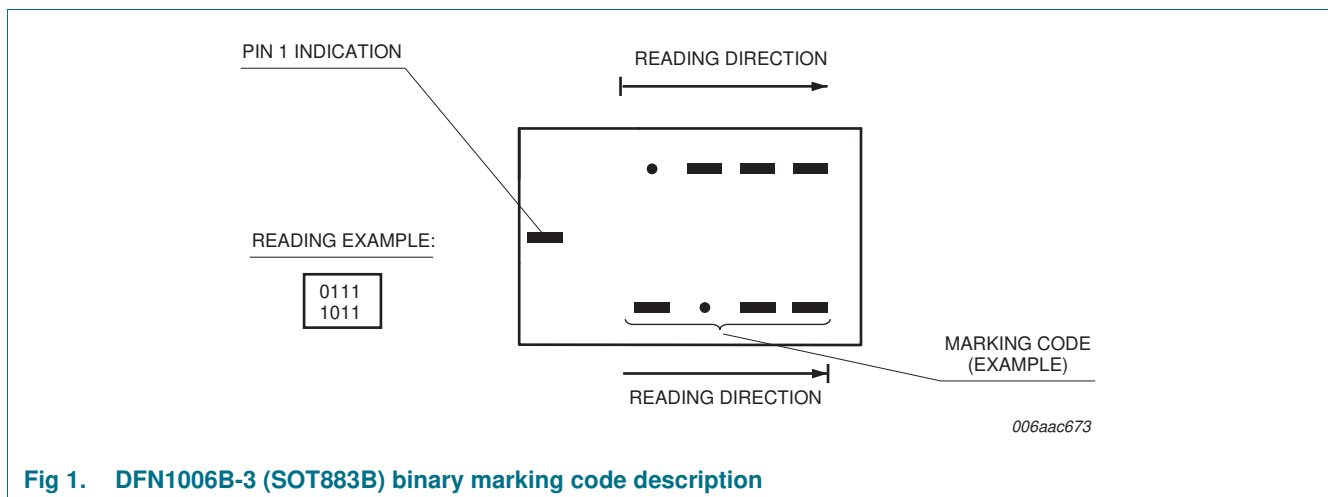 PIN 1 INDICATION
READING DIRECTION
READING EXAMPLE:
0111
1011
MARKING CODE
(EXAMPLE)
READING DIRECTION
006aac673
Fig 1. DFN1006B-3 (SOT883B) binary marking code description